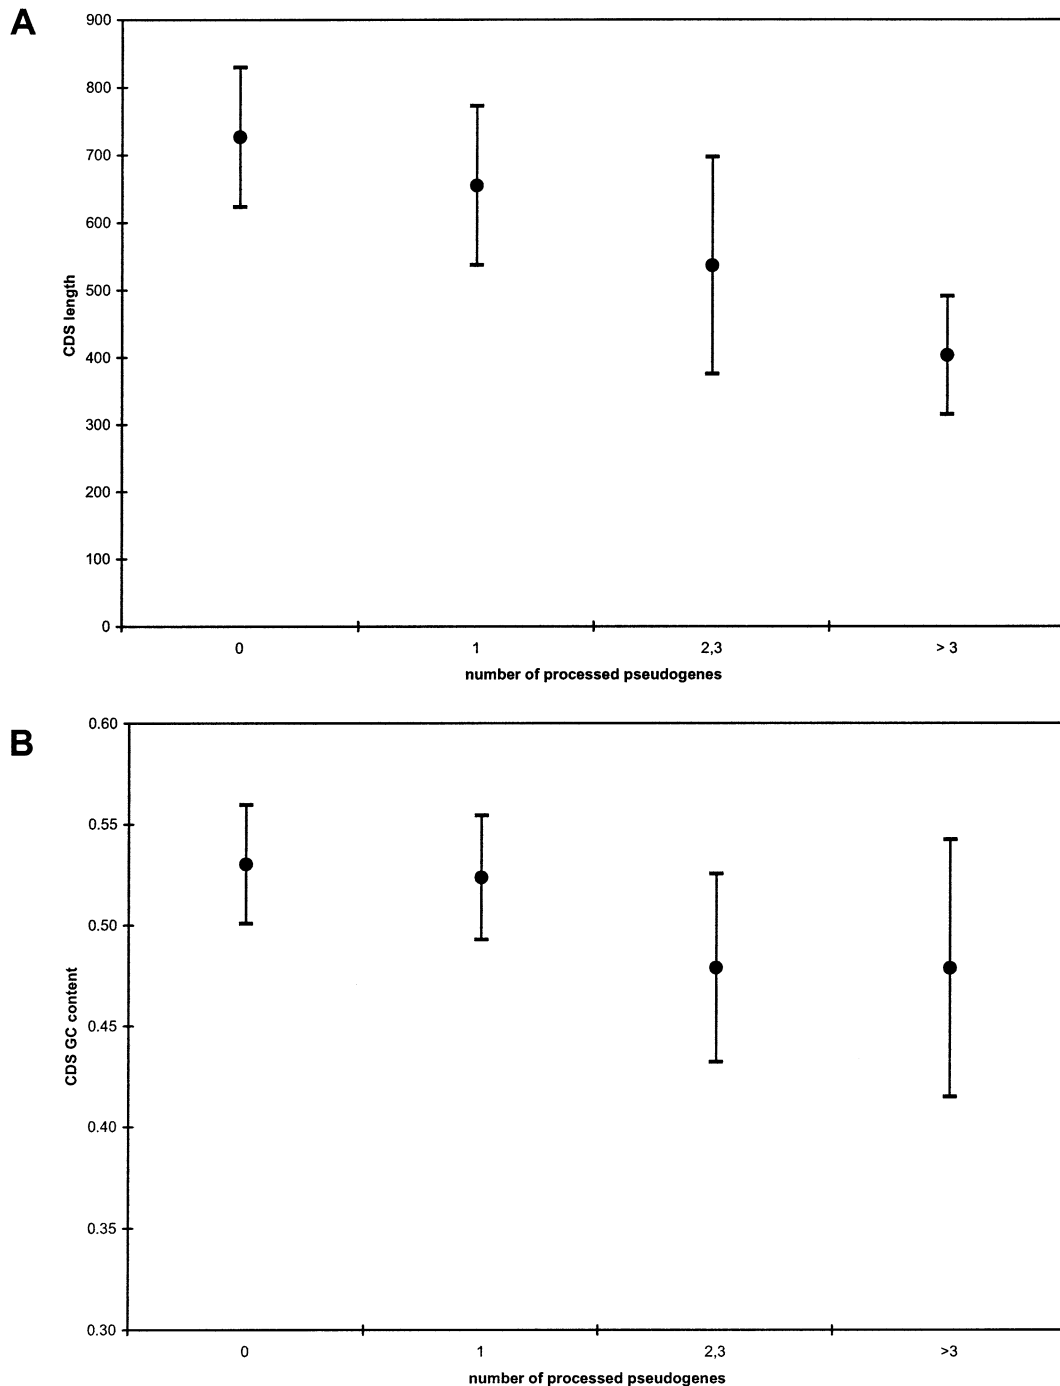 A
900
800
700
600
500
400
300
200
100
0
CDS length
0 1 2,3 > 3
number of processed pseudogenes
B
0.60
0.55
0.50
0.45
0.40
0.35
0.30
CDS GC content
0 1 2,3 >3
number of processed pseudogenes